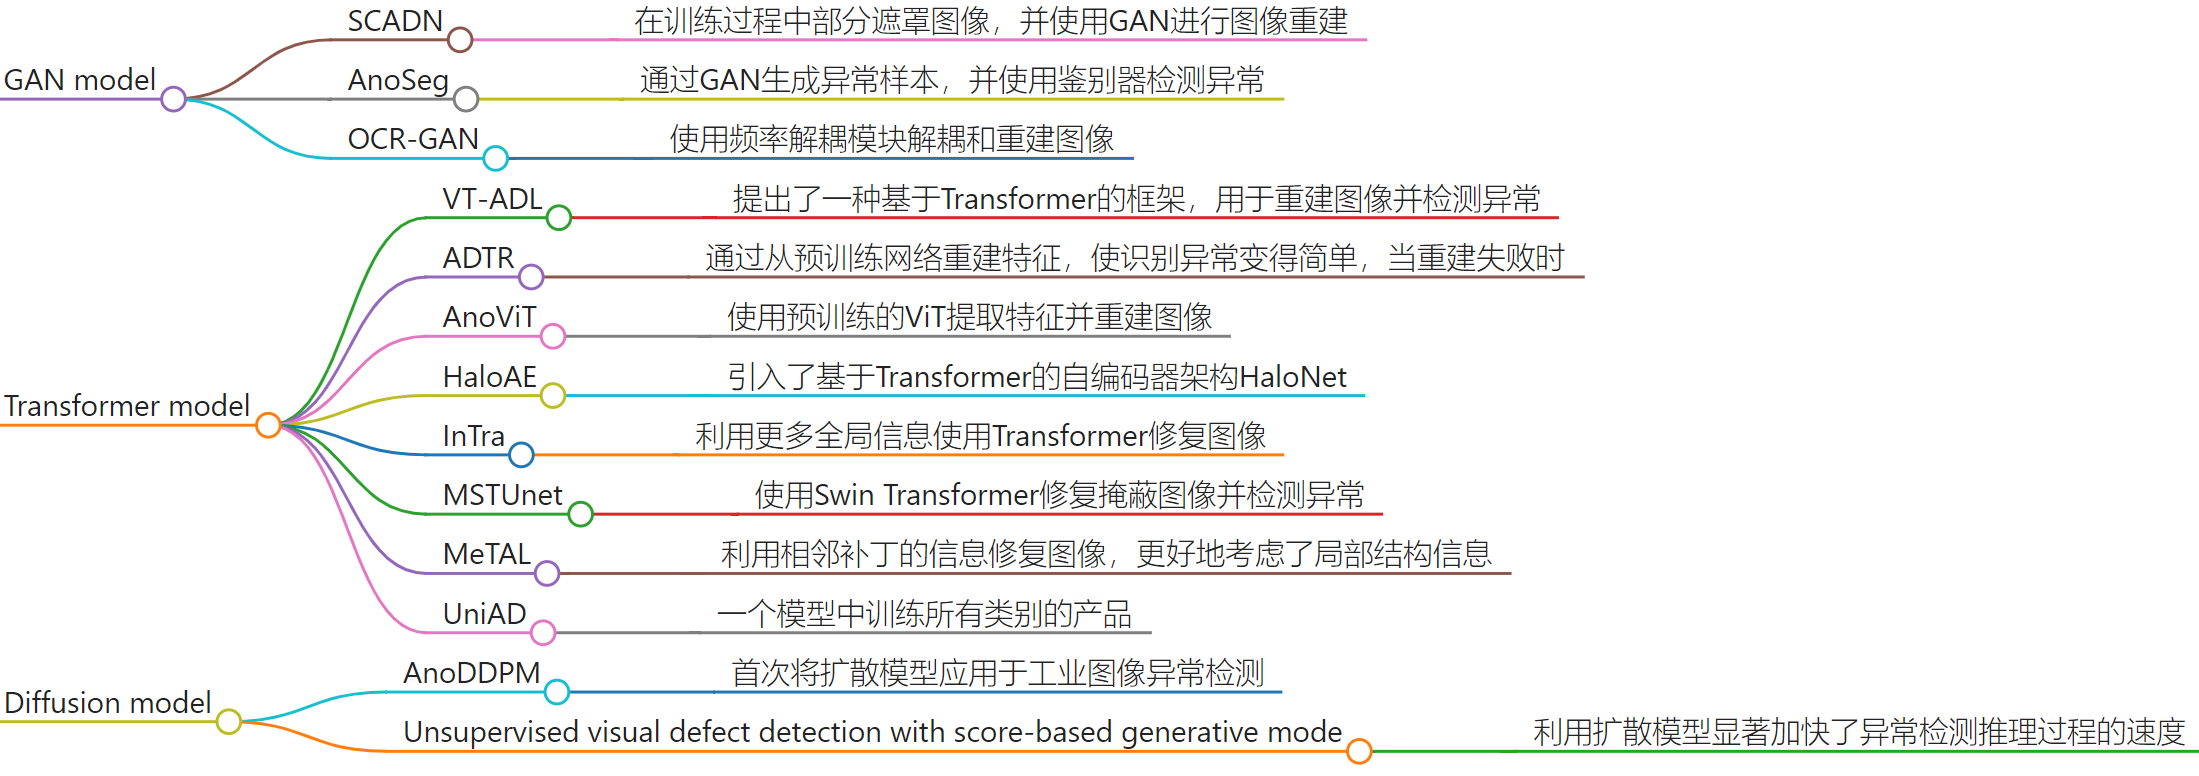 SCADN
在训练过程中部分遮罩图像，并使用GAN进行图像重建
GAN model
AnoSeg
通过GAN生成异常样本，并使用鉴别器检测异常
OCR-GAN
使用频率解耦模块解耦和重建图像
VT-ADL
提出了一种基于Transformer的框架，用于重建图像并检测异常
ADTR
通过从预训练网络重建特征，使识别异常变得简单，当重建失败时
AnoViT
使用预训练的ViT提取特征并重建图像
HaloAE
引入了基于Transformer的自编码器架构HaloNet
Transformer model
InTra
利用更多全局信息使用Transformer修复图像
MSTUnet
使用Swin Transformer修复掩蔽图像并检测异常
MeTAL
利用相邻补丁的信息修复图像，更好地考虑了局部结构信息
UniAD
一个模型中训练所有类别的产品
AnoDDPM
首次将扩散模型应用于工业图像异常检测
Diffusion model
Unsupervised visual defect detection with score-based generative mode
利用扩散模型显著加快了异常检测推理过程的速度